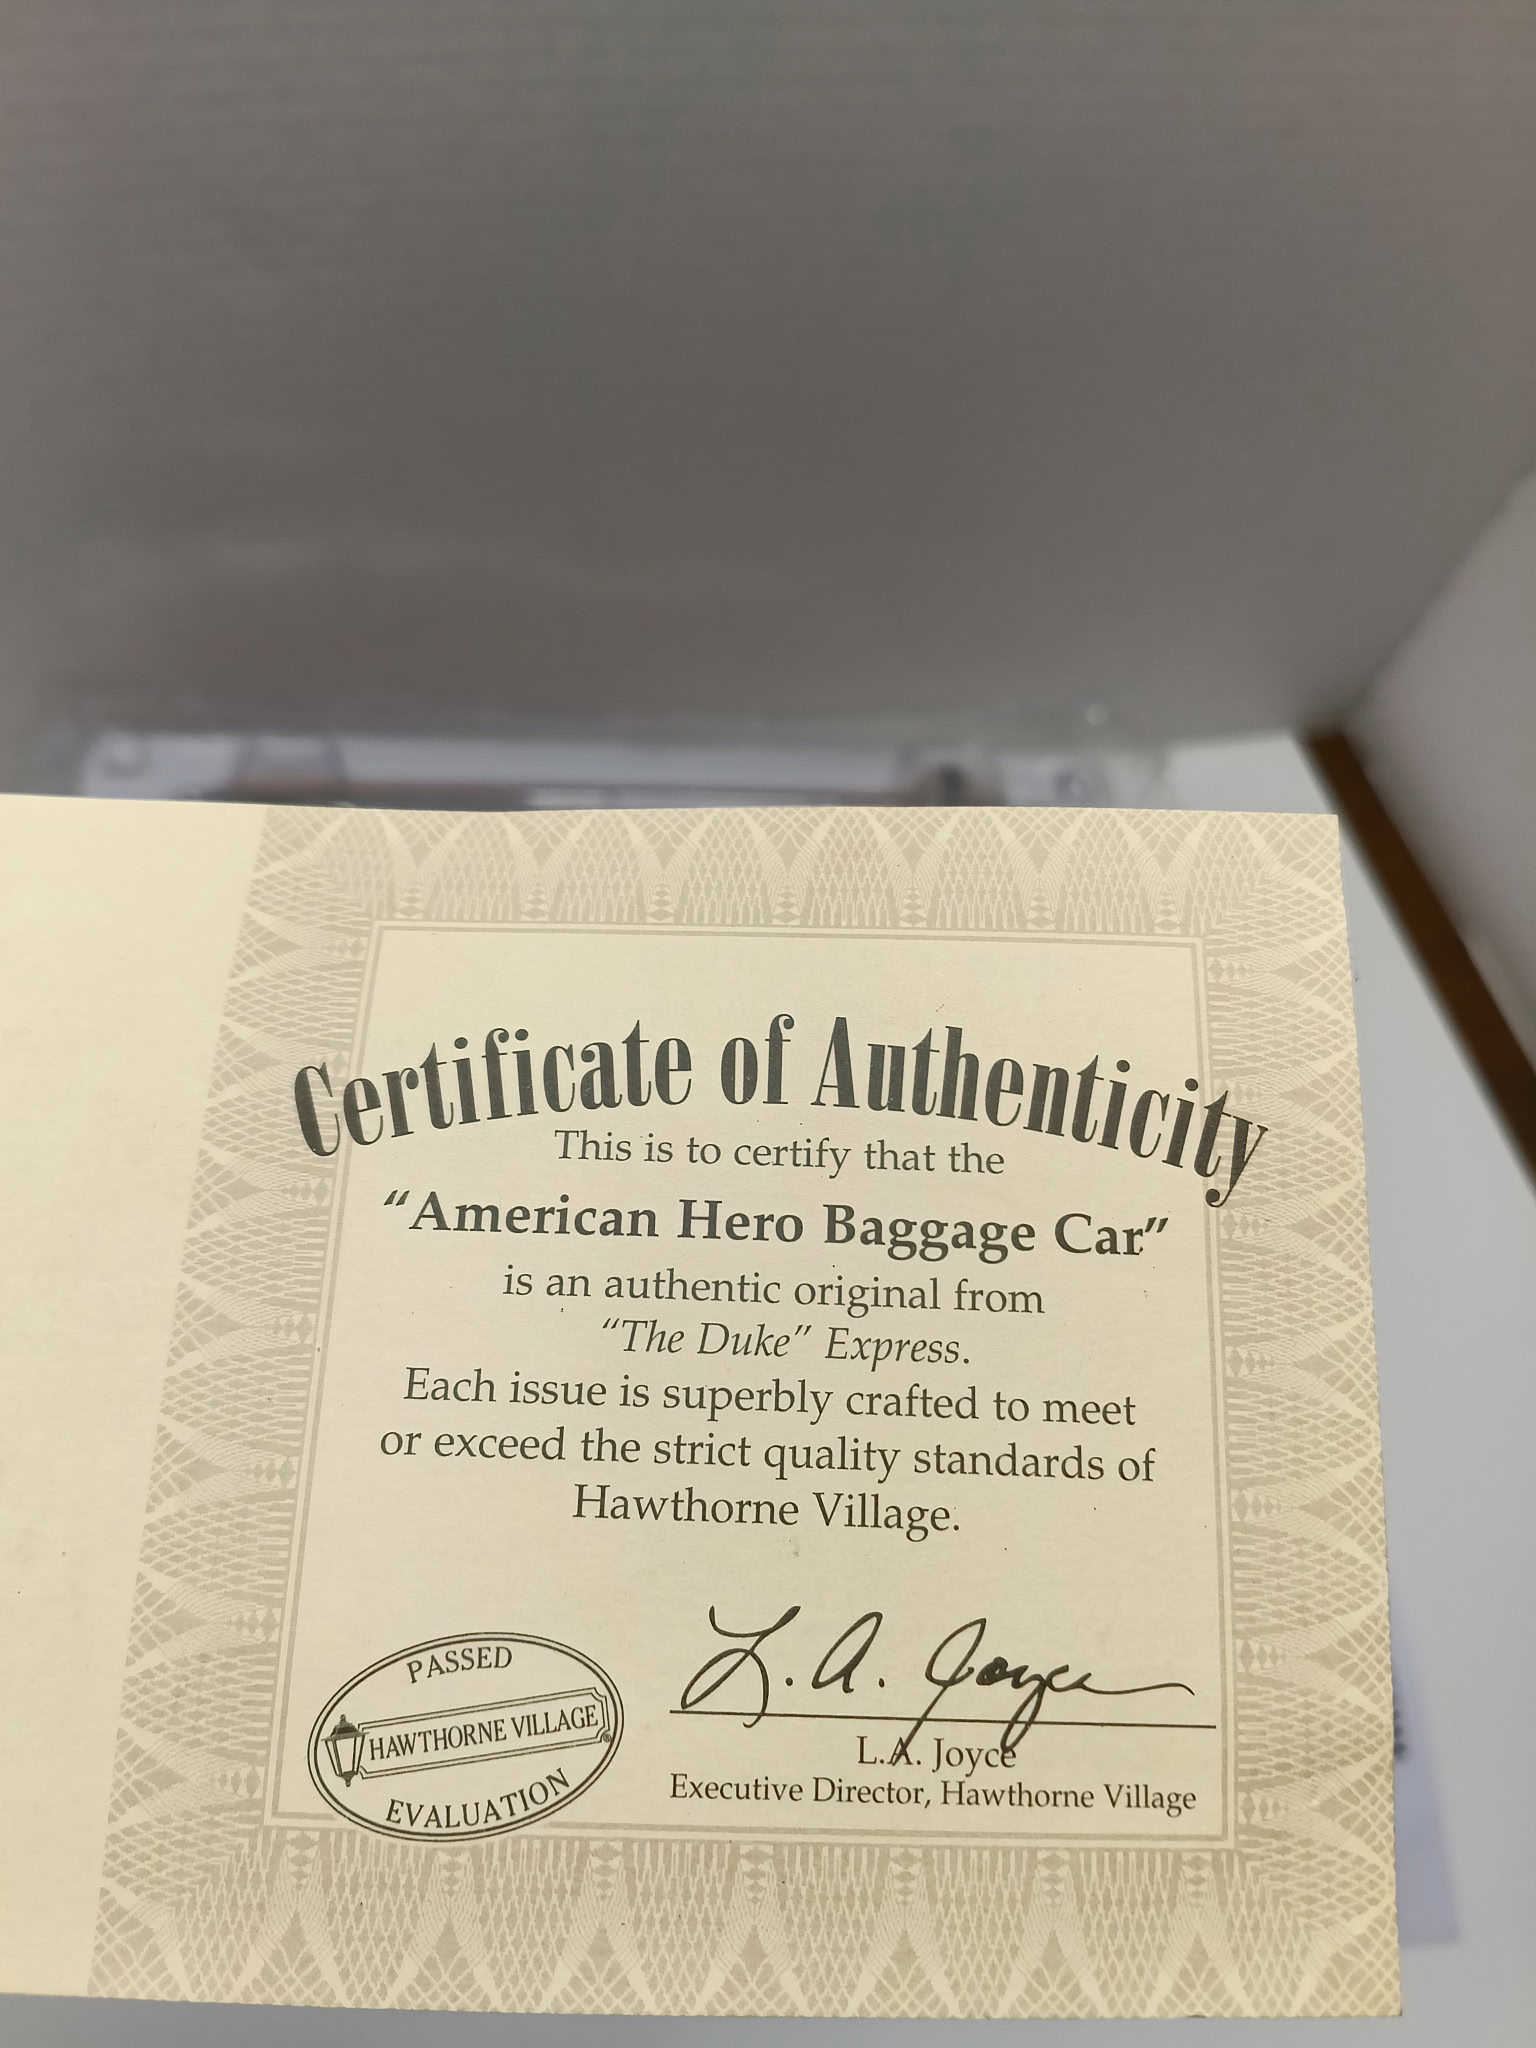 Certificate of Authenticity
This is to certify that the
“American Hero Baggage Car”
is an authentic original from
“The Duke” Express.
Each issue is superbly crafted to meet
or exceed the strict quality standards of
Hawthorne Village.
PASSED
HAWTHORNE VILLAGE®
EVALUATION
L. A. Joyce
L.A. Joyce
Executive Director, Hawthorne Village